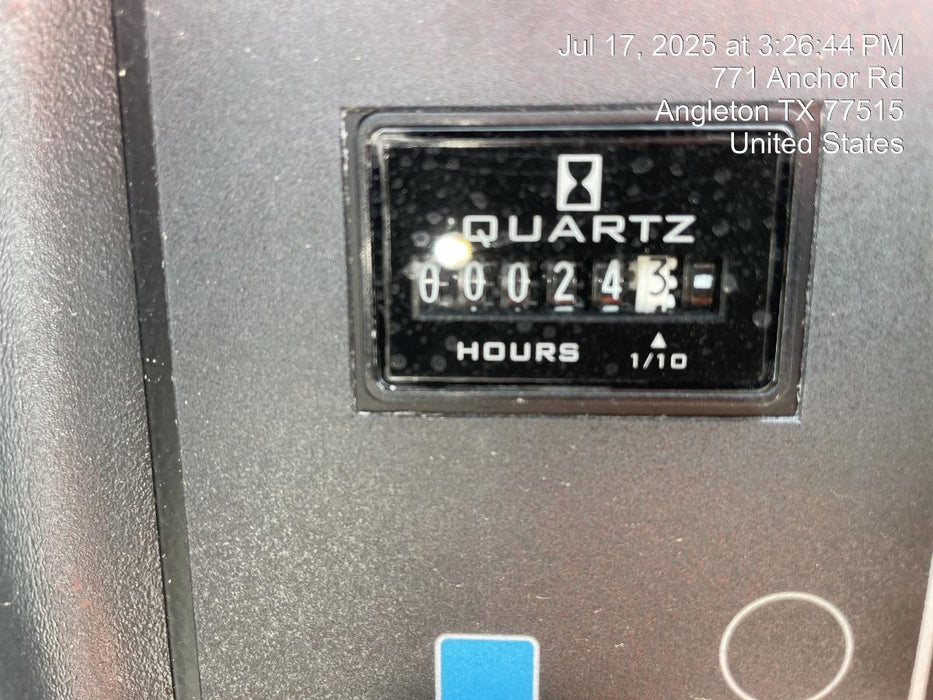 Jul 17, 2025 at 3:26:44 PM
771 Anchor Rd
Angleton TX 77515
United States
QUARTZ
000243
HOURS
1/10